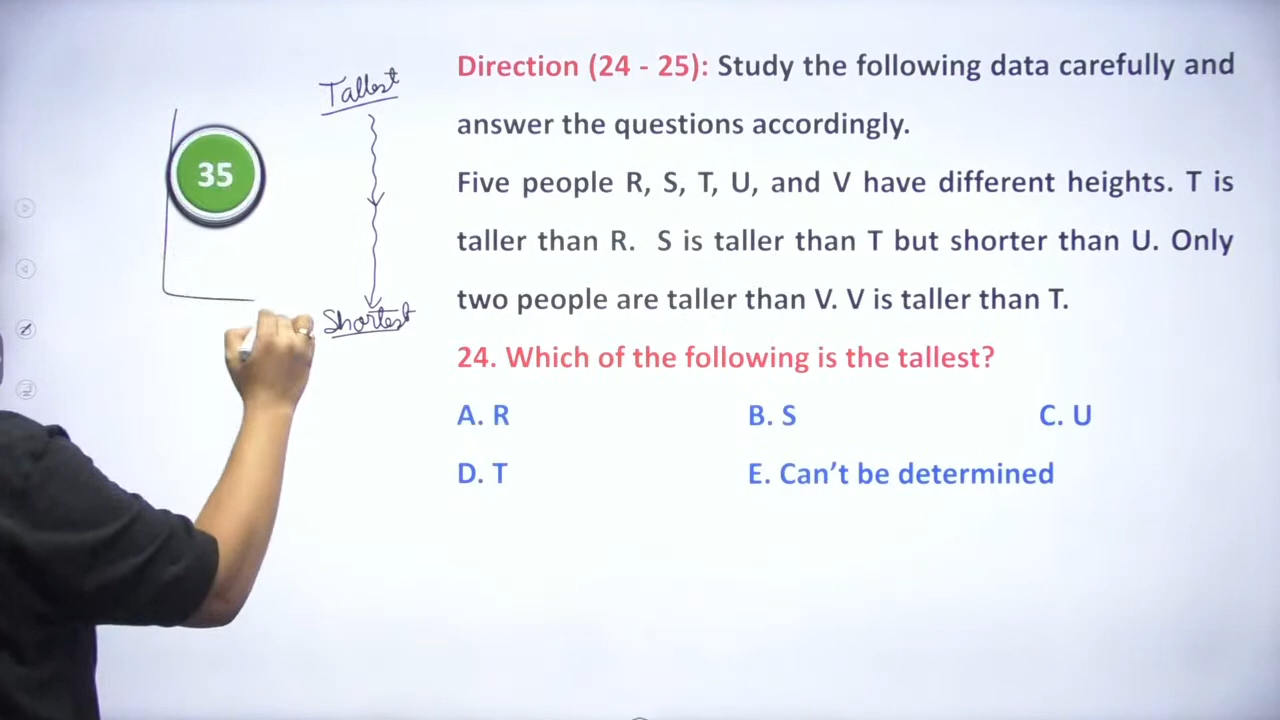 Tallest
35
Shortest
Direction (24 - 25): Study the following data carefully and
answer the questions accordingly.
Five people R, S, T, U, and V have different heights. T is
taller than R. S is taller than T but shorter than U. Only
two people are taller than V. V is taller than T.
24. Which of the following is the tallest?
A. R B. S C. U
D. T E. Can’t be determined